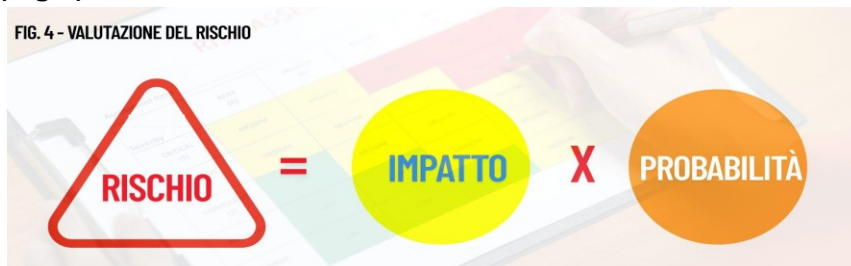 FIG. 4 - VALUTAZIONE DEL RISCHIO
RISCHIO = IMPATTO X PROBABILITÀ